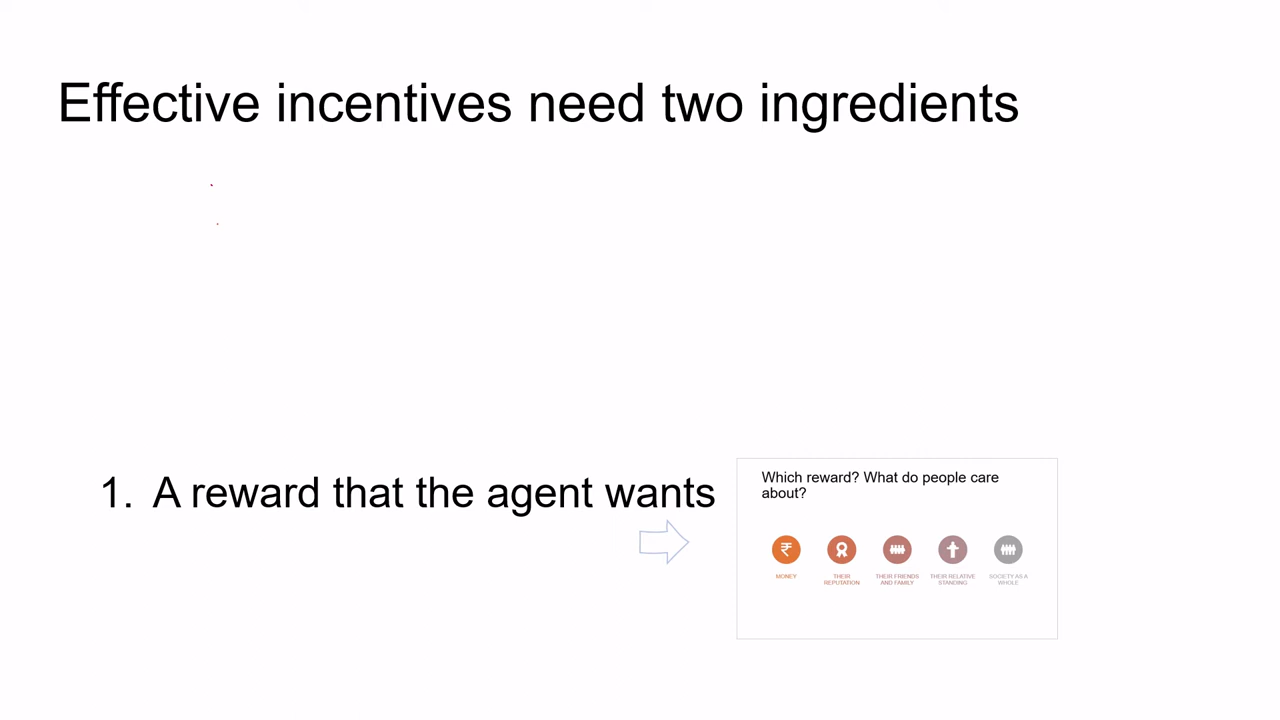 Effective incentives need two ingredients
1. A reward that the agent wants
Which reward? What do people care
about?
₹
MONEY
THEIR
REPUTATION
THEIR FRIENDS
AND FAMILY
THEIR RELATIVE
STANDING
SOCIETY AS A
WHOLE